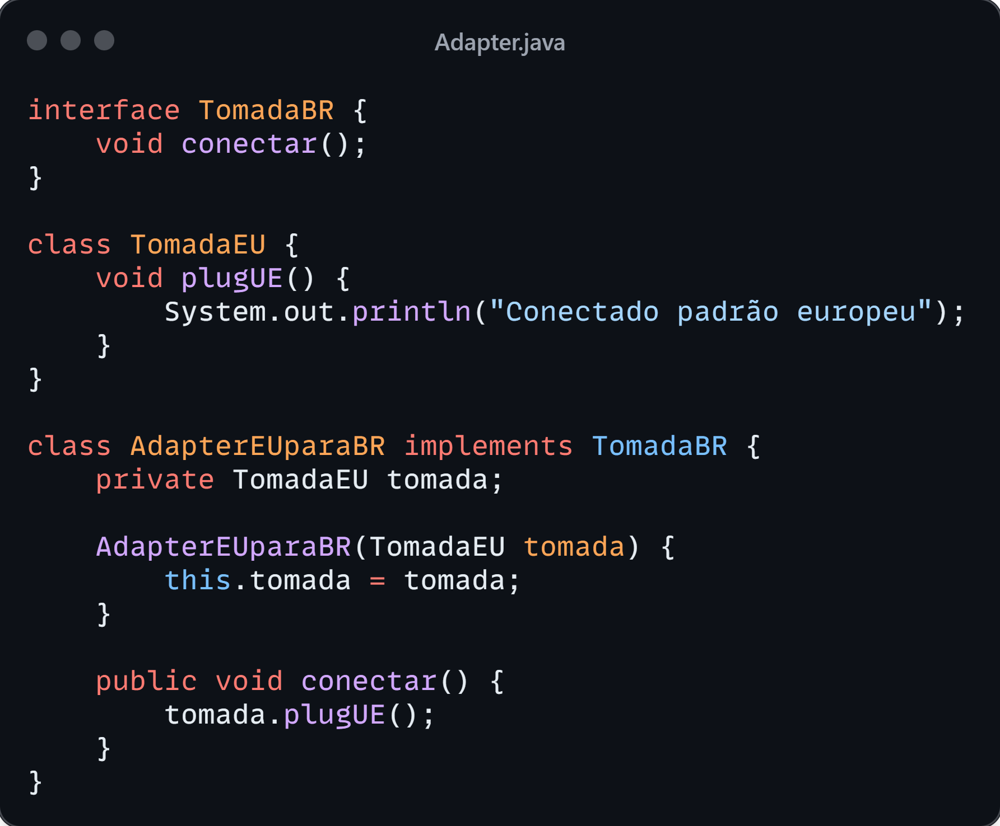 Adapter.java
interface TomadaBR {
    void conectar();
}
class TomadaEU {
    void plugUE() {
        System.out.println("Conectado padrão europeu");
    }
}
class AdapterEUparaBR implements TomadaBR {
    private TomadaEU tomada;
    AdapterEUparaBR(TomadaEU tomada) {
        this.tomada = tomada;
    }
    public void conectar() {
        tomada.plugUE();
    }
}